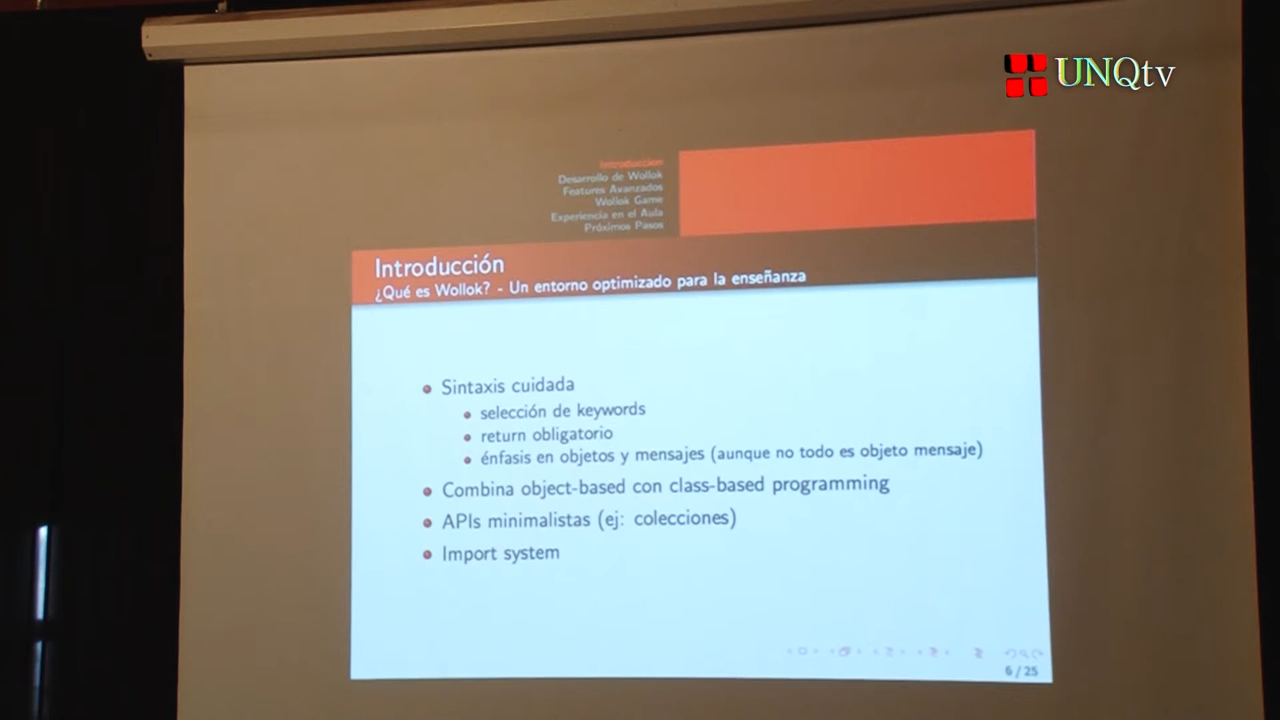 UNQtv
Introducción
Desarrollo de Wollok
Features Avanzados
Wollok Game
Experiencia en el Aula
Próximos Pasos
Introducción
¿Qué es Wollok? - Un entorno optimizado para la enseñanza
Sintaxis cuidada
selección de keywords
return obligatorio
énfasis en objetos y mensajes (aunque no todo es objeto mensaje)
Combina object-based con class-based programming
APIs minimalistas (ej: colecciones)
Import system
6 / 25